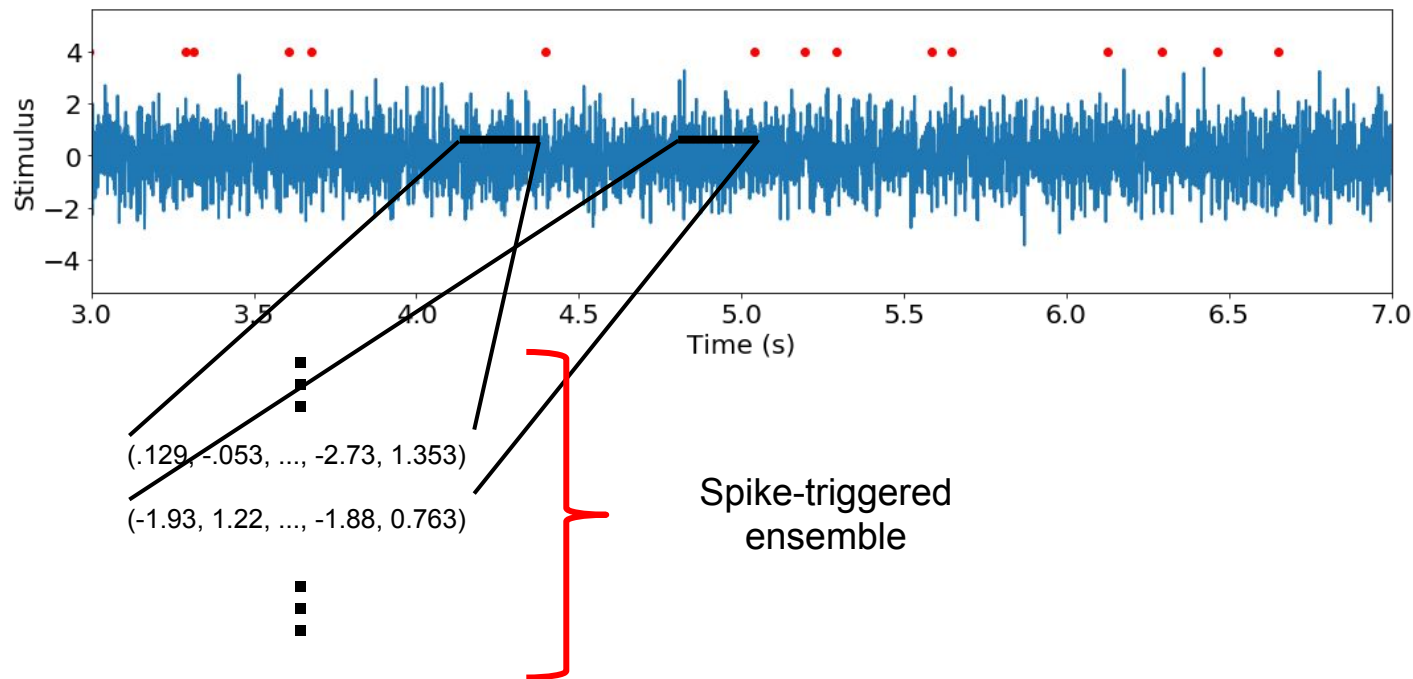 Stimulus
4
2
0
−2
−4
3.0 3.5 4.0 4.5 5.0 5.5 6.0 6.5 7.0
Time (s)
(.129, -.053, ..., -2.73, 1.353)
(-1.93, 1.22, ..., -1.88, 0.763)
Spike-triggered
ensemble